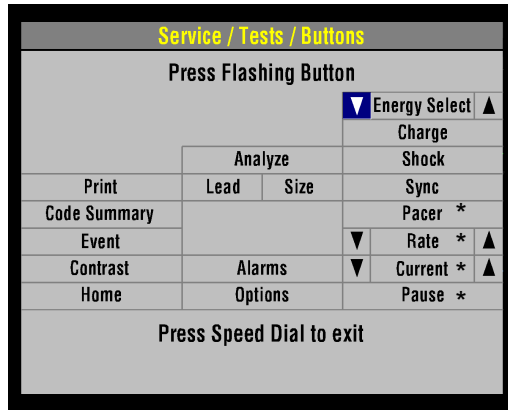 Service / Tests / Buttons
Press Flashing Button
▼ Energy Select ▲
Charge
Analyze Shock
Print Lead Size Sync
Code Summary Pacer *
Event ▼ Rate * ▲
Contrast Alarms ▼ Current * ▲
Home Options Pause *
Press Speed Dial to exit